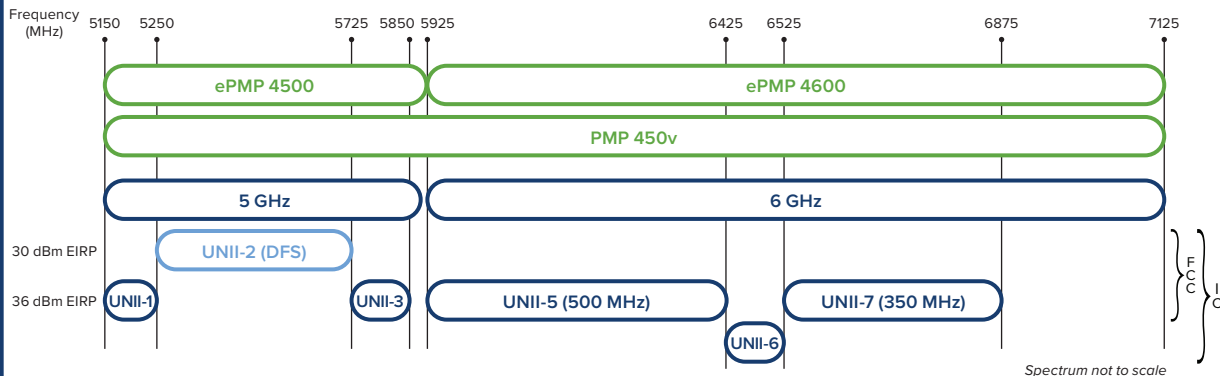 Frequency
(MHz)
5150 5250 5725 5850 5925 6425 6525 6875 7125
ePMP 4500 ePMP 4600
PMP 450v
5 GHz 6 GHz
30 dBm EIRP UNII-2 (DFS)
36 dBm EIRP UNII-1 UNII-3 UNII-5 (500 MHz) UNII-7 (350 MHz)
FCC
IC
UNII-6
Spectrum not to scale